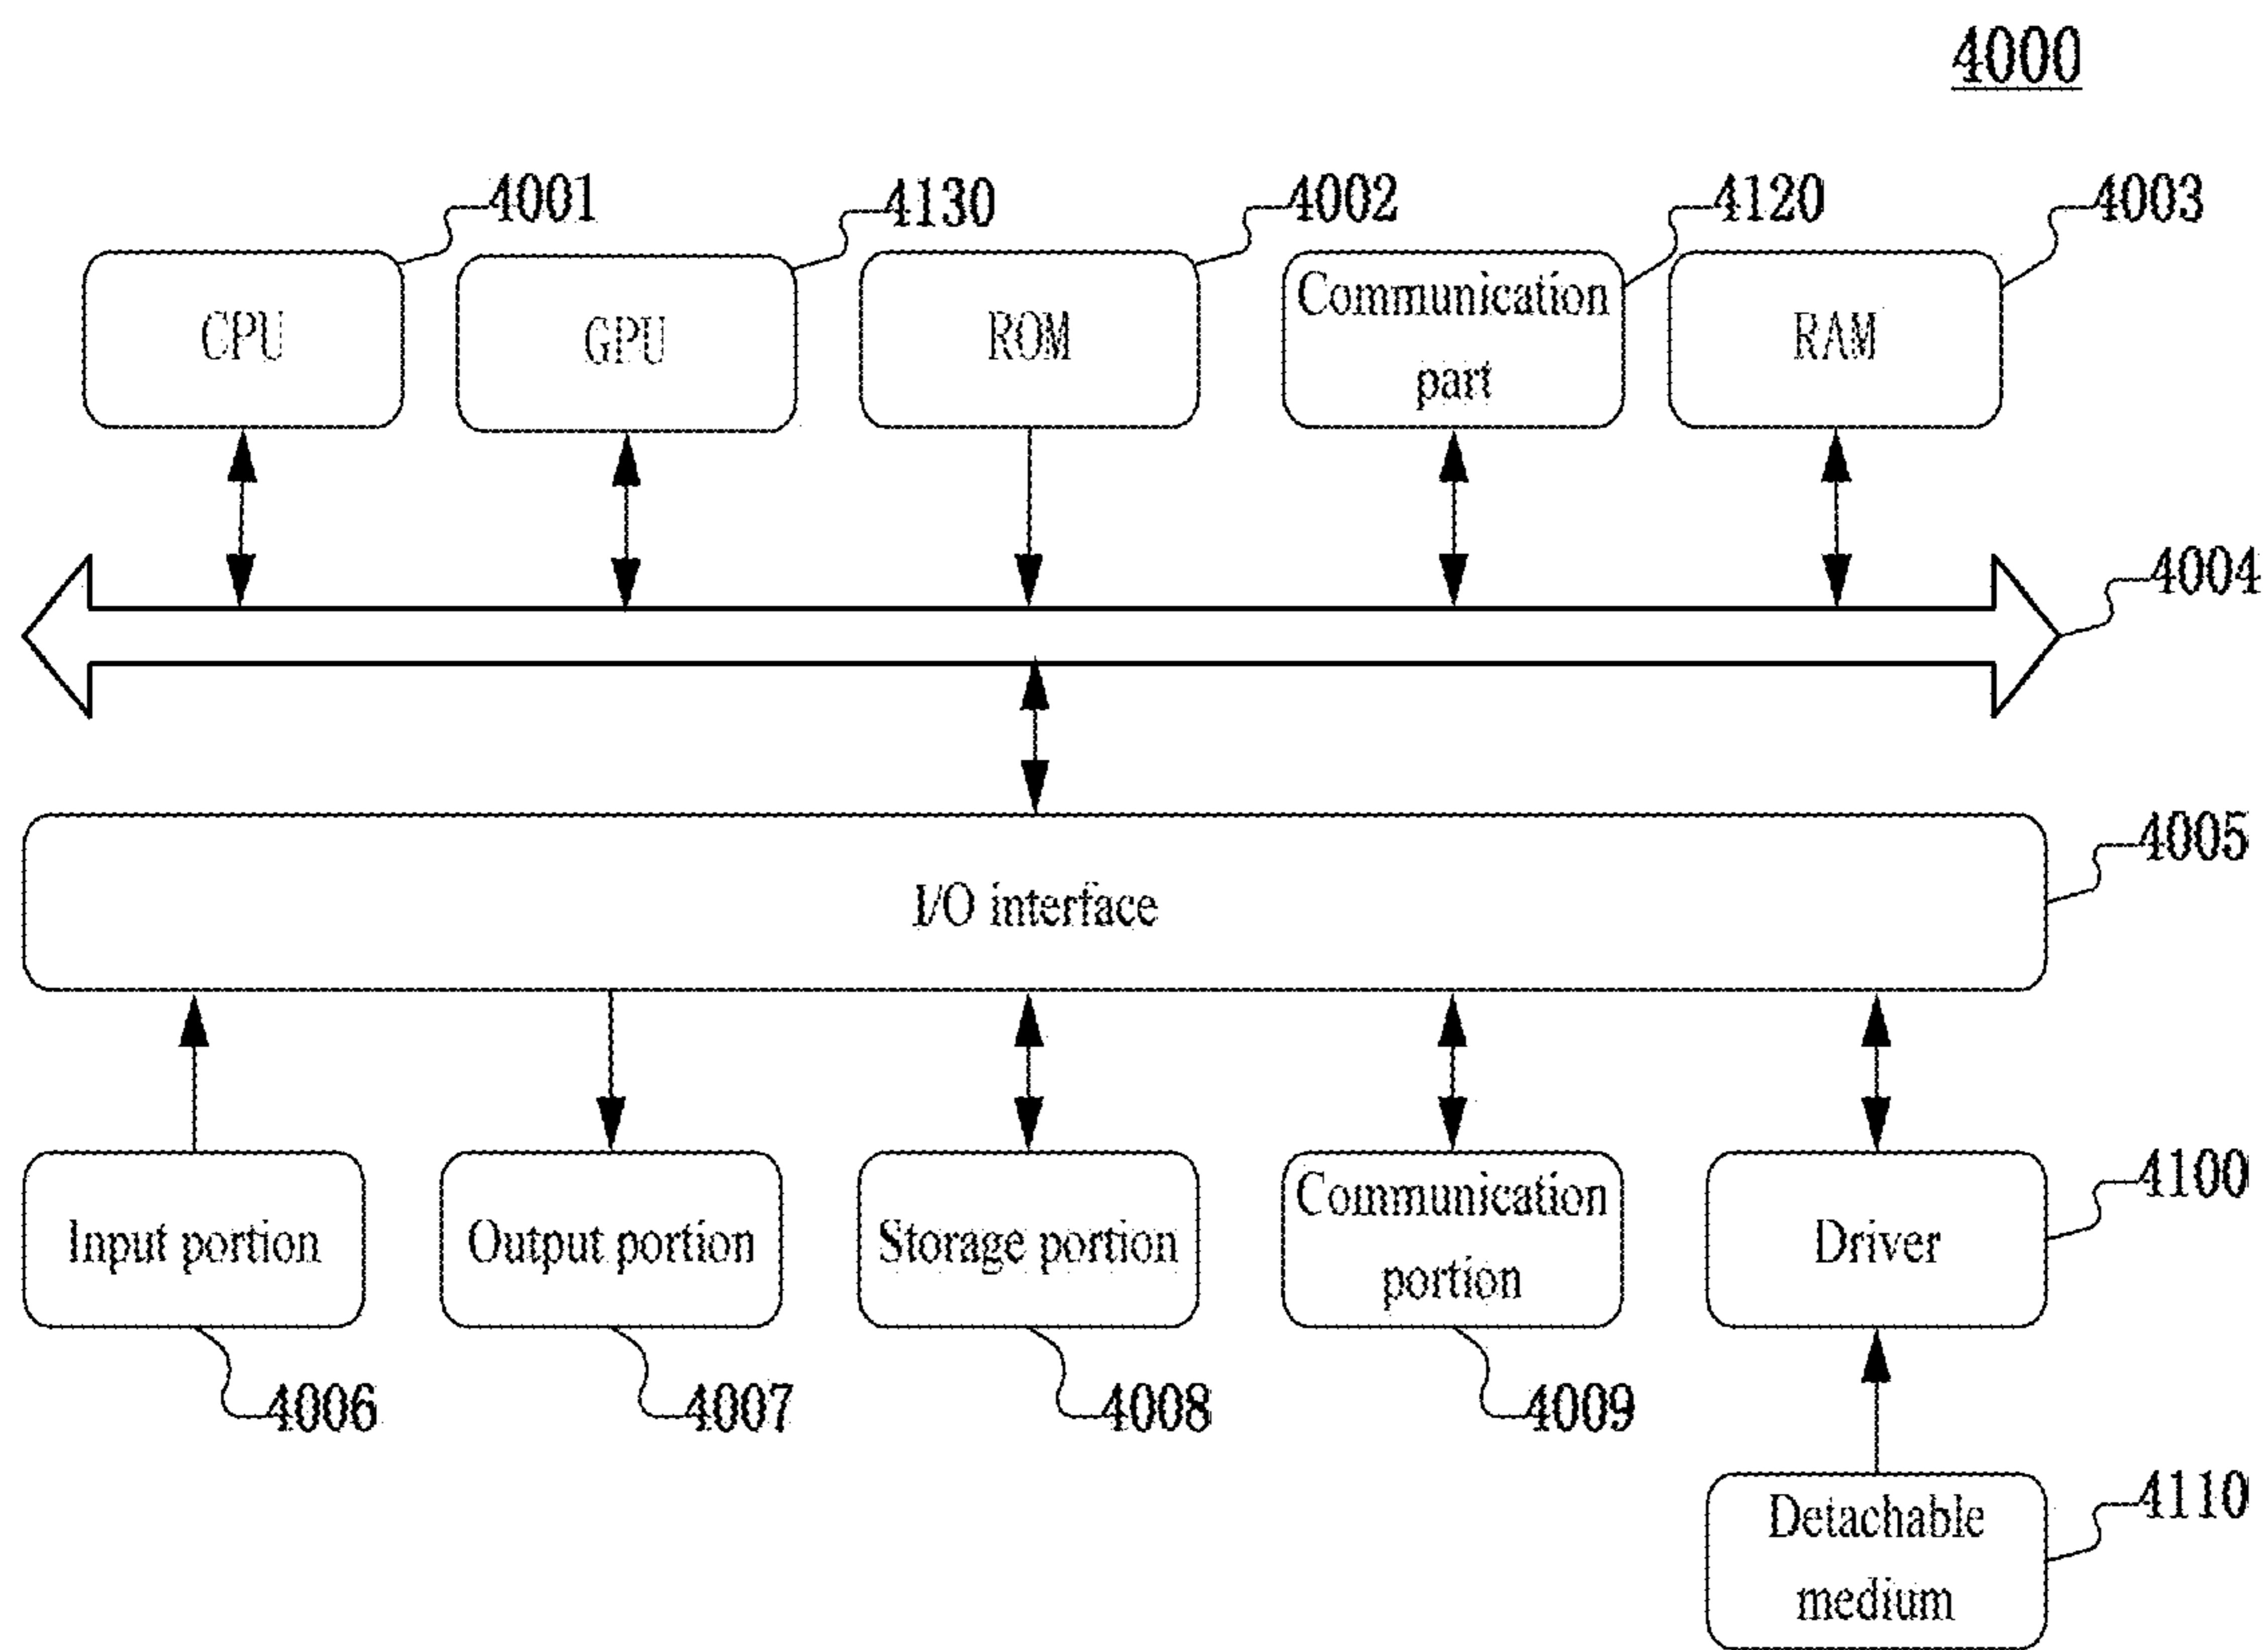 4000
4001
4130
4002
4120
4003
CPU
GPU
ROM
Communication
part
RAM
4004
4005
I/O interface
Input portion
Output portion
Storage portion
Communication
portion
Driver
4100
4006
4007
4008
4009
Detachable
medium
4110